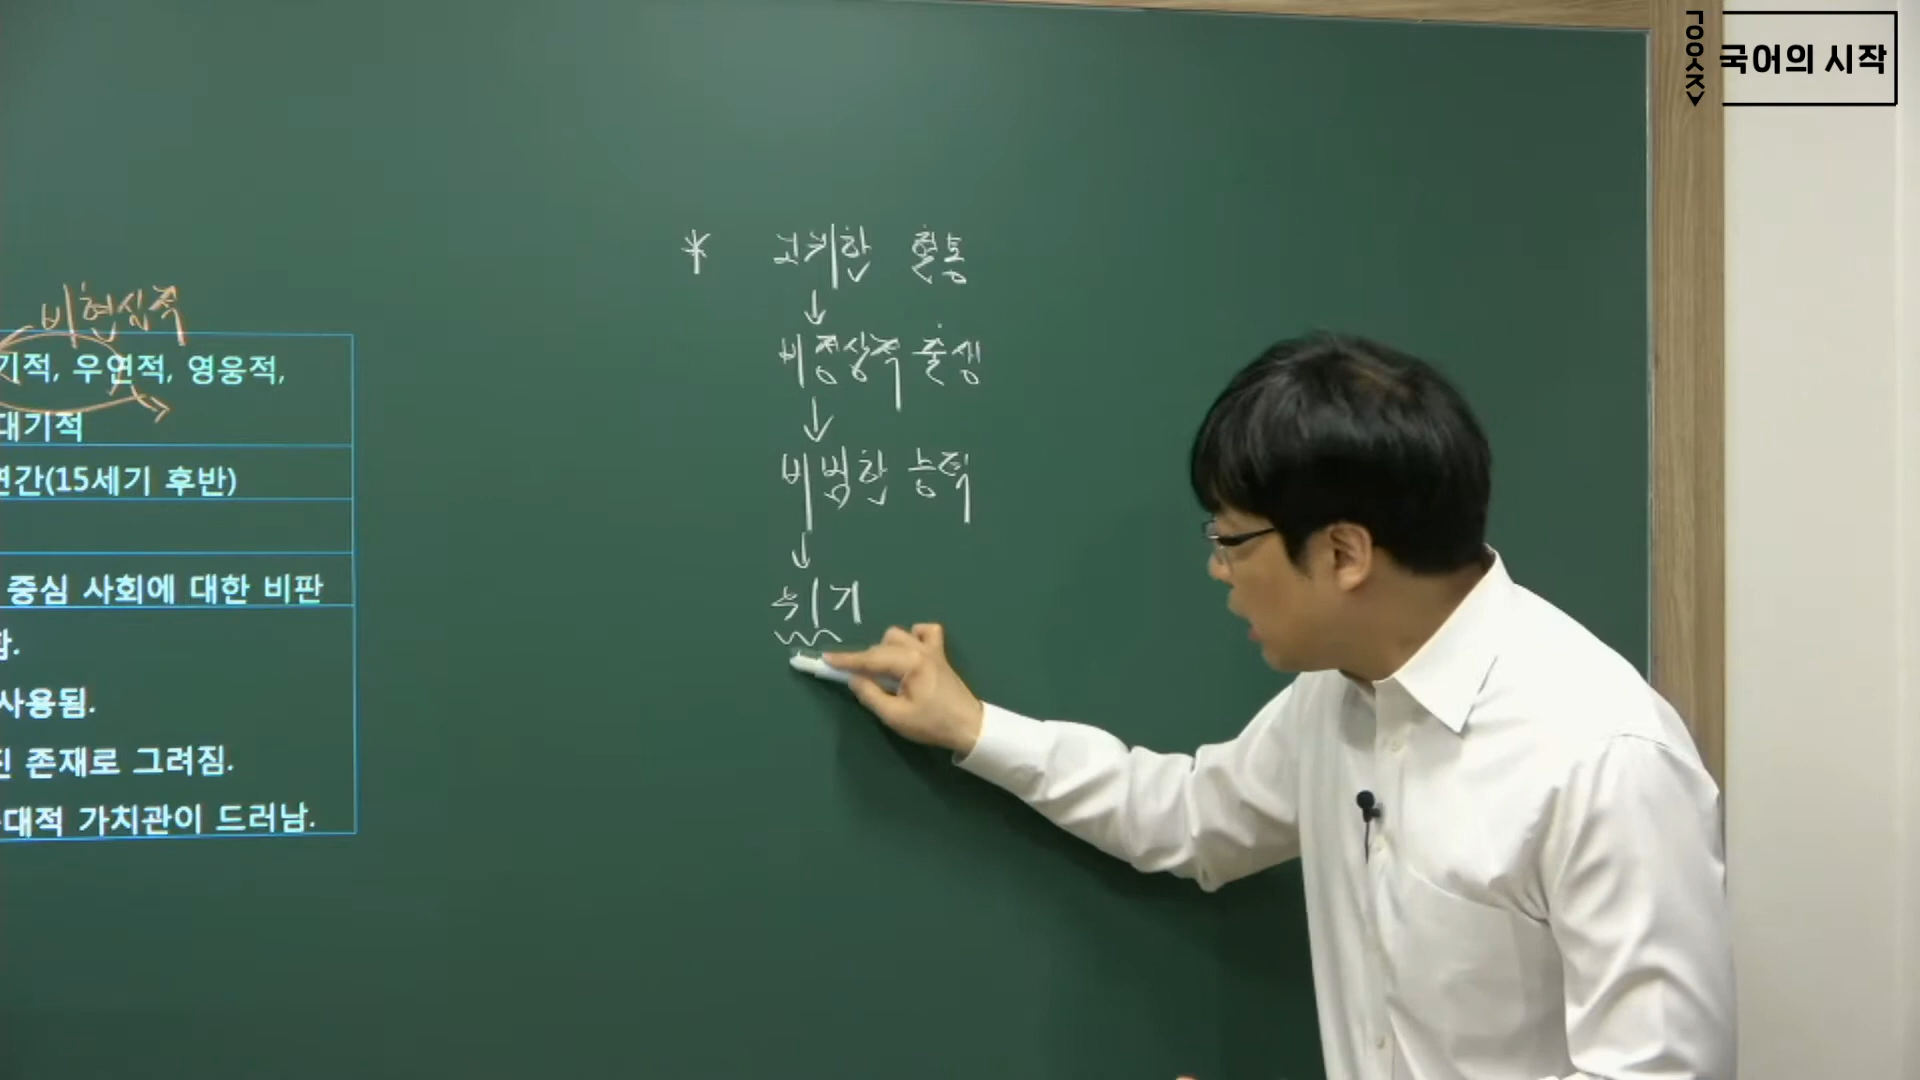 LOOK
국어의 시작
비현실적
기적, 우연적, 영웅적,
대기적
연간(15세기 후반)
중심 사회에 대한 비판
함.
사용됨.
진 존재로 그려짐.
대적 가치관이 드러남.
* 고귀한 혈통
↓
비정상적 출생
↓
비범한 능력
↓
위기